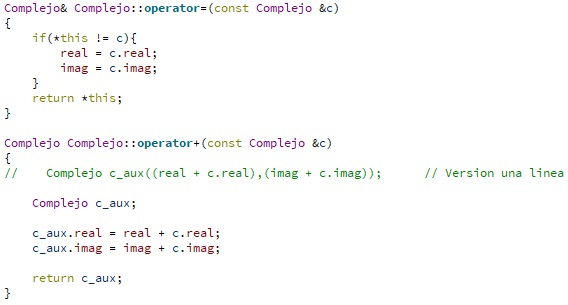 Complejo& Complejo::operator=(const Complejo &c)
{
    if(*this != c){
        real = c.real;
        imag = c.imag;
    }
    return *this;
}

Complejo Complejo::operator+(const Complejo &c)
{
//    Complejo c_aux((real + c.real),(imag + c.imag));      // Version una linea

    Complejo c_aux;

    c_aux.real = real + c.real;
    c_aux.imag = imag + c.imag;

    return c_aux;
}